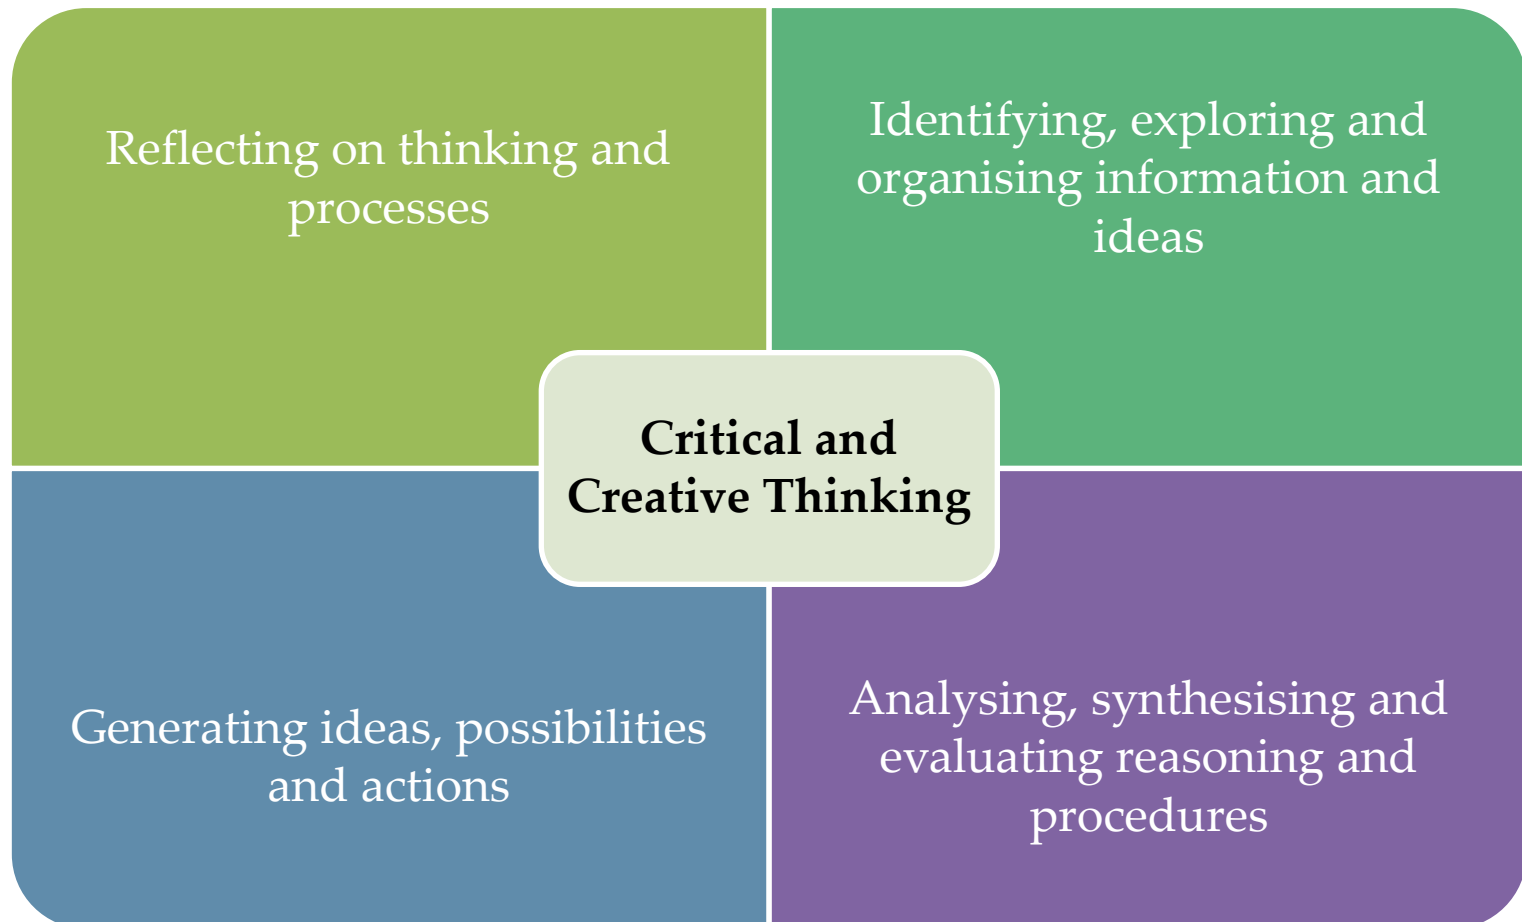 Reflecting on thinking and
processes
Identifying, exploring and
organising information and
ideas
Critical and
Creative Thinking
Generating ideas, possibilities
and actions
Analysing, synthesising and
evaluating reasoning and
procedures